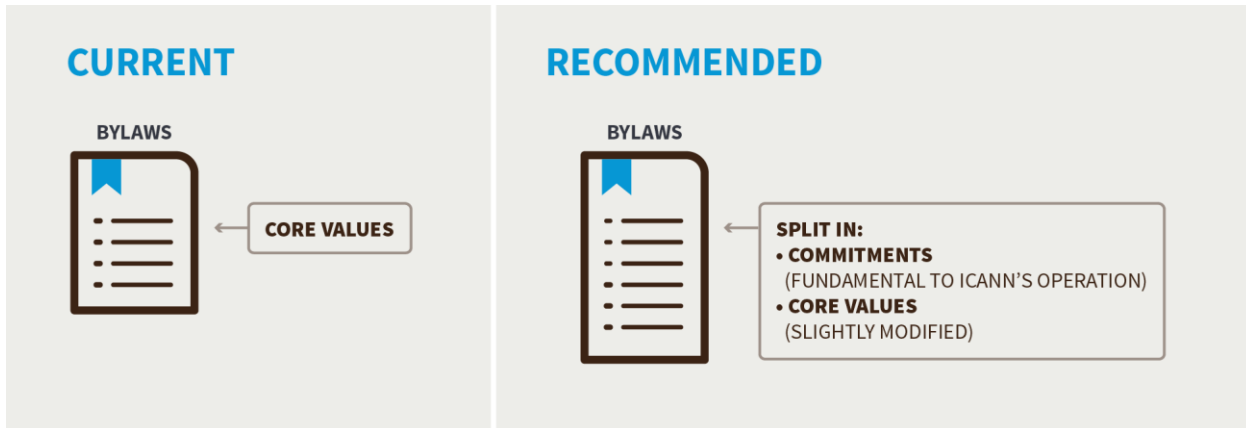 CURRENT
BYLAWS
CORE VALUES
RECOMMENDED
BYLAWS
SPLIT IN:
• COMMITMENTS
(FUNDAMENTAL TO ICANN’S OPERATION)
• CORE VALUES
(SLIGHTLY MODIFIED)